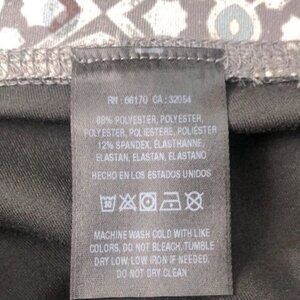 RN : 66170 CA : 32054
88% POLYESTER, POLYESTER,
POLYESTER, POLIESTERE, POLIESTER
12% SPANDEX, ELASTHANNE,
ELASTAN, ELASTAN, ELASTANO
HECHO EN LOS ESTADOS UNIDOS
MACHINE WASH COLD WITH LIKE
COLORS, DO NOT BLEACH, TUMBLE
DRY LOW, LOW IRON IF NEEDED.
DO NOT DRY CLEAN